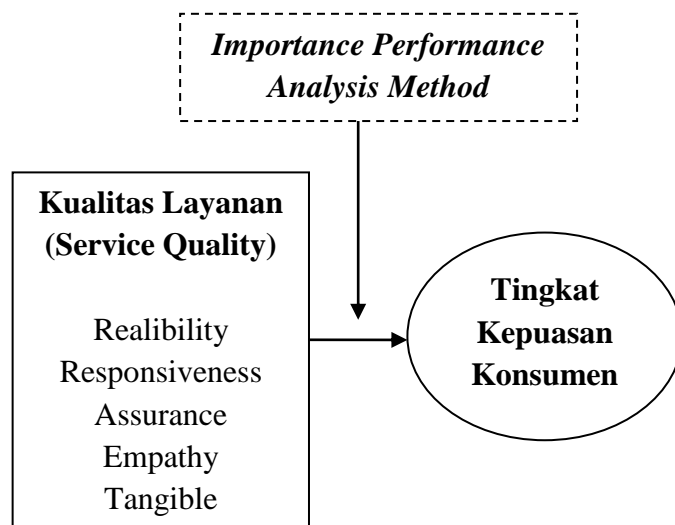 Importance Performance
Analysis Method
Kualitas Layanan
(Service Quality)
Realibility
Responsiveness
Assurance
Empathy
Tangible
Tingkat
Kepuasan
Konsumen